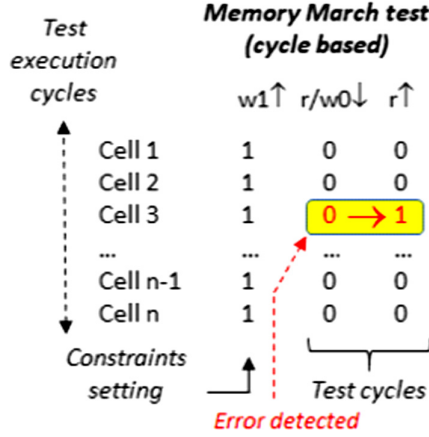 Memory March test
(cycle based)
Test
execution
cycles
w1↑ r/w0↓ r↑
Cell 1 1 0 0
Cell 2 1 0 0
Cell 3 1 0 → 1
... ... ... ...
Cell n-1 1 0 0
Cell n 1 0 0
Constraints
setting
Test cycles
Error detected